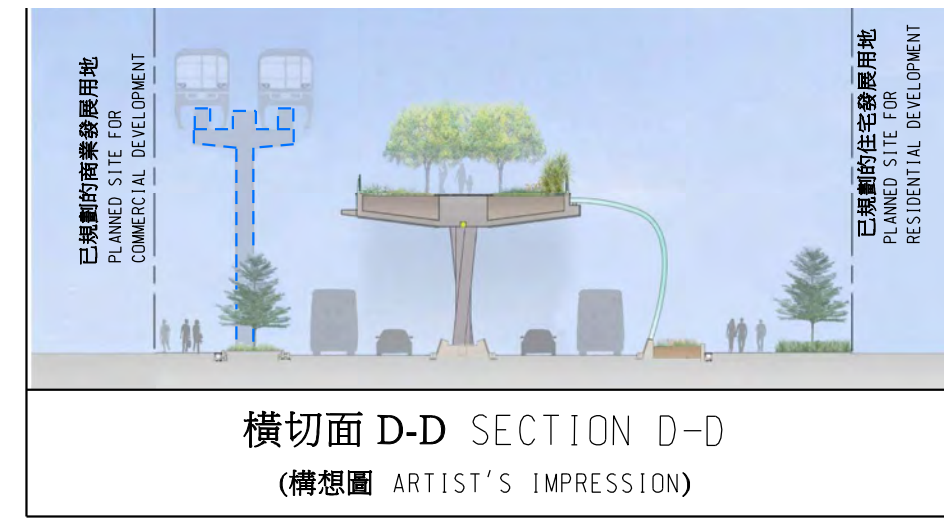 已規劃的商業發展用地
PLANNED SITE FOR
COMMERCIAL DEVELOPMENT
已規劃的住宅發展用地
PLANNED SITE FOR
RESIDENTIAL DEVELOPMENT
橫切面 D-D SECTION D-D
(構想圖 ARTIST'S IMPRESSION)